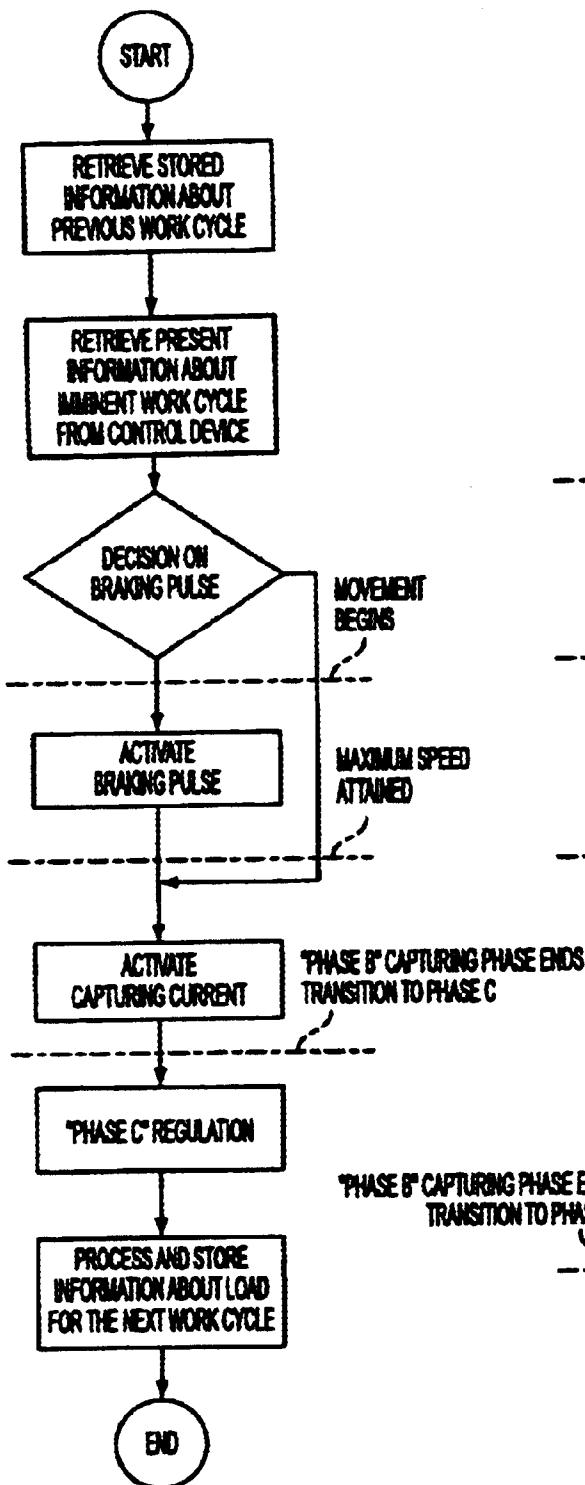 START
RETRIEVE STORED
INFORMATION ABOUT
PREVIOUS WORK CYCLE
RETRIEVE PRESENT
INFORMATION ABOUT
IMMINENT WORK CYCLE
FROM CONTROL DEVICE
DECISION ON
BRAKING PULSE
MOVEMENT
BEGINS
ACTIVATE
BRAKING PULSE
MAXIMUM SPEED
ATTAINED
ACTIVATE
CAPTURING CURRENT
"PHASE B" CAPTURING PHASE ENDS
TRANSITION TO PHASE C
"PHASE C" REGULATION
"PHASE B" CAPTURING PHASE E
TRANSITION TO PHAS
PROCESS AND STORE
INFORMATION ABOUT LOAD
FOR THE NEXT WORK CYCLE
END